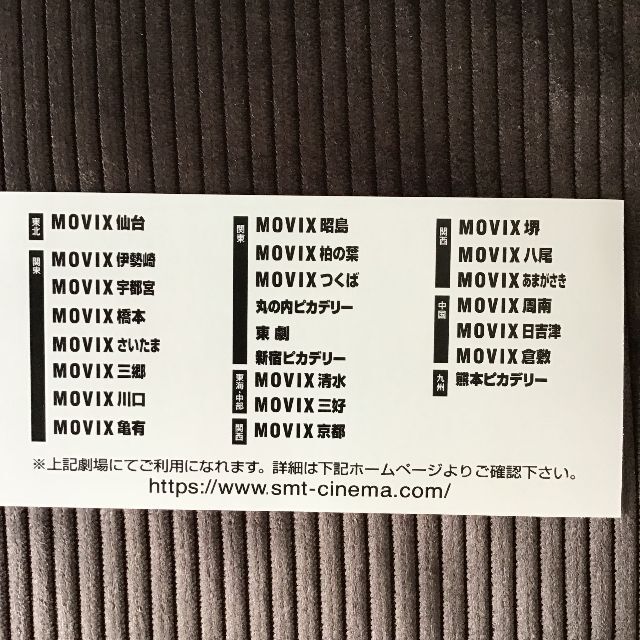 東北
MOVIX仙台
関東
MOVIX伊勢崎
MOVIX宇都宮
MOVIX橋本
MOVIXさいたま
MOVIX三郷
MOVIX川口
MOVIX亀有
関東
MOVIX昭島
MOVIX柏の葉
MOVIXつくば
丸の内ピカデリー
東劇
新宿ピカデリー
東海・中部
MOVIX清水
MOVIX三好
関西
MOVIX京都
関西
MOVIX堺
MOVIX八尾
MOVIXあまがさき
中国
MOVIX周南
MOVIX日吉津
MOVIX倉敷
九州
熊本ピカデリー
※上記劇場にてご利用になれます。詳細は下記ホームページよりご確認下さい。
https://www.smt-cinema.com/